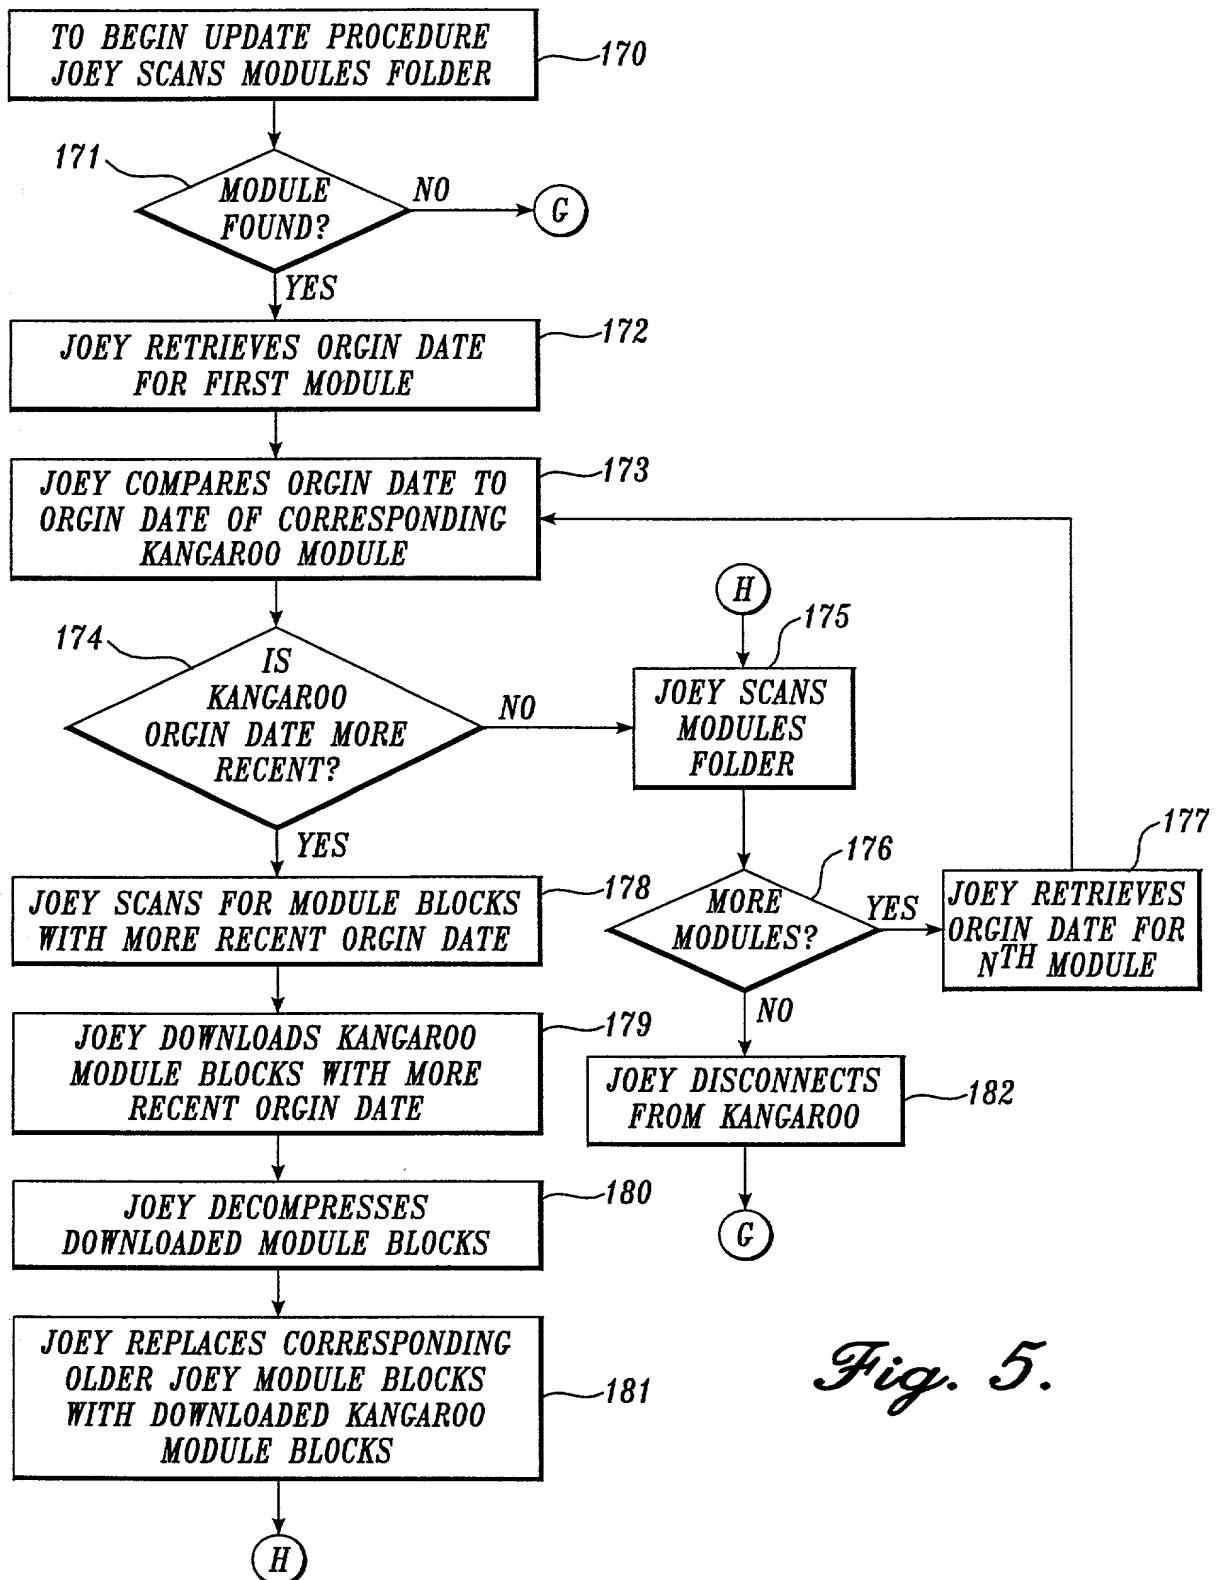 TO BEGIN UPDATE PROCEDURE
JOEY SCANS MODULES FOLDER
170
171
MODULE
FOUND?
NO
G
YES
JOEY RETRIEVES ORGIN DATE
FOR FIRST MODULE
172
JOEY COMPARES ORGIN DATE TO
ORGIN DATE OF CORRESPONDING
KANGAROO MODULE
173
174
IS
KANGAROO
ORGIN DATE MORE
RECENT?
NO
YES
H
175
JOEY SCANS
MODULES
FOLDER
176
MORE
MODULES?
YES
NO
177
JOEY RETRIEVES
ORGIN DATE FOR
NTH MODULE
JOEY SCANS FOR MODULE BLOCKS
WITH MORE RECENT ORGIN DATE
178
JOEY DOWNLOADS KANGAROO
MODULE BLOCKS WITH MORE
RECENT ORGIN DATE
179
JOEY DISCONNECTS
FROM KANGAROO
182
G
JOEY DECOMPRESSES
DOWNLOADED MODULE BLOCKS
180
JOEY REPLACES CORRESPONDING
OLDER JOEY MODULE BLOCKS
WITH DOWNLOADED KANGAROO
MODULE BLOCKS
181
H
Fig. 5.